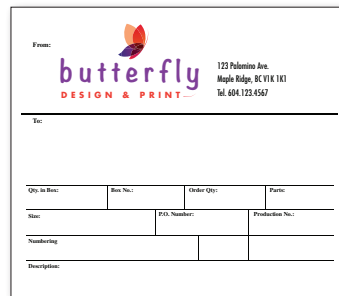 From:
butterfly
DESIGN & PRINT
123 Palomino Ave.
Maple Ridge, BC V1K 1K1
Tel. 604.123.4567
To:
Qty. in Box: Box No.: Order Qty: Parts:
Size: P.O. Number: Production No.:
Numbering
Description: